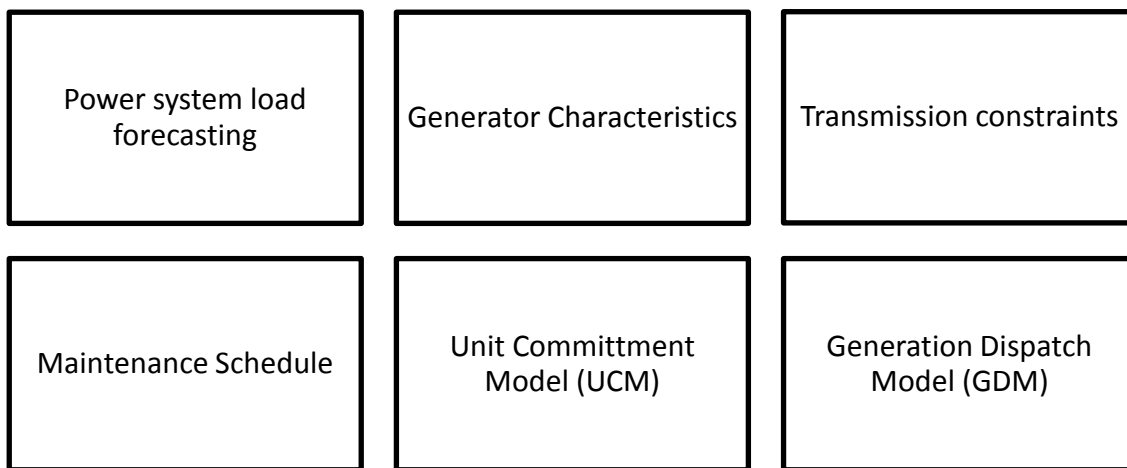 Power system load
forecasting
Generator Characteristics
Transmission constraints
Maintenance Schedule
Unit Committment
Model (UCM)
Generation Dispatch
Model (GDM)